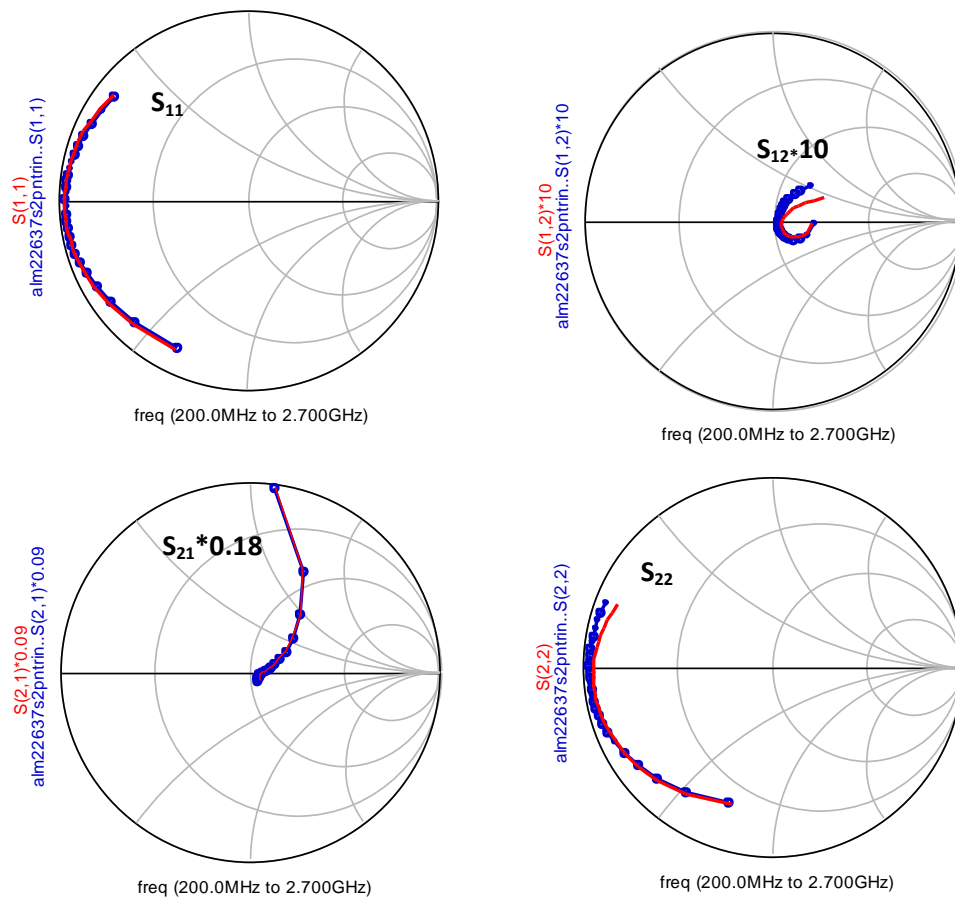 S(1,1)
alm22637s2pntrin..S(1,1)
S₁₁
freq (200.0MHz to 2.700GHz)
S(1,2)*10
alm22637s2pntrin..S(1,2)*10
S₁₂*10
freq (200.0MHz to 2.700GHz)
S(2,1)*0.09
alm22637s2pntrin..S(2,1)*0.09
S₂₁*0.18
freq (200.0MHz to 2.700GHz)
S(2,2)
alm22637s2pntrin..S(2,2)
S₂₂
freq (200.0MHz to 2.700GHz)